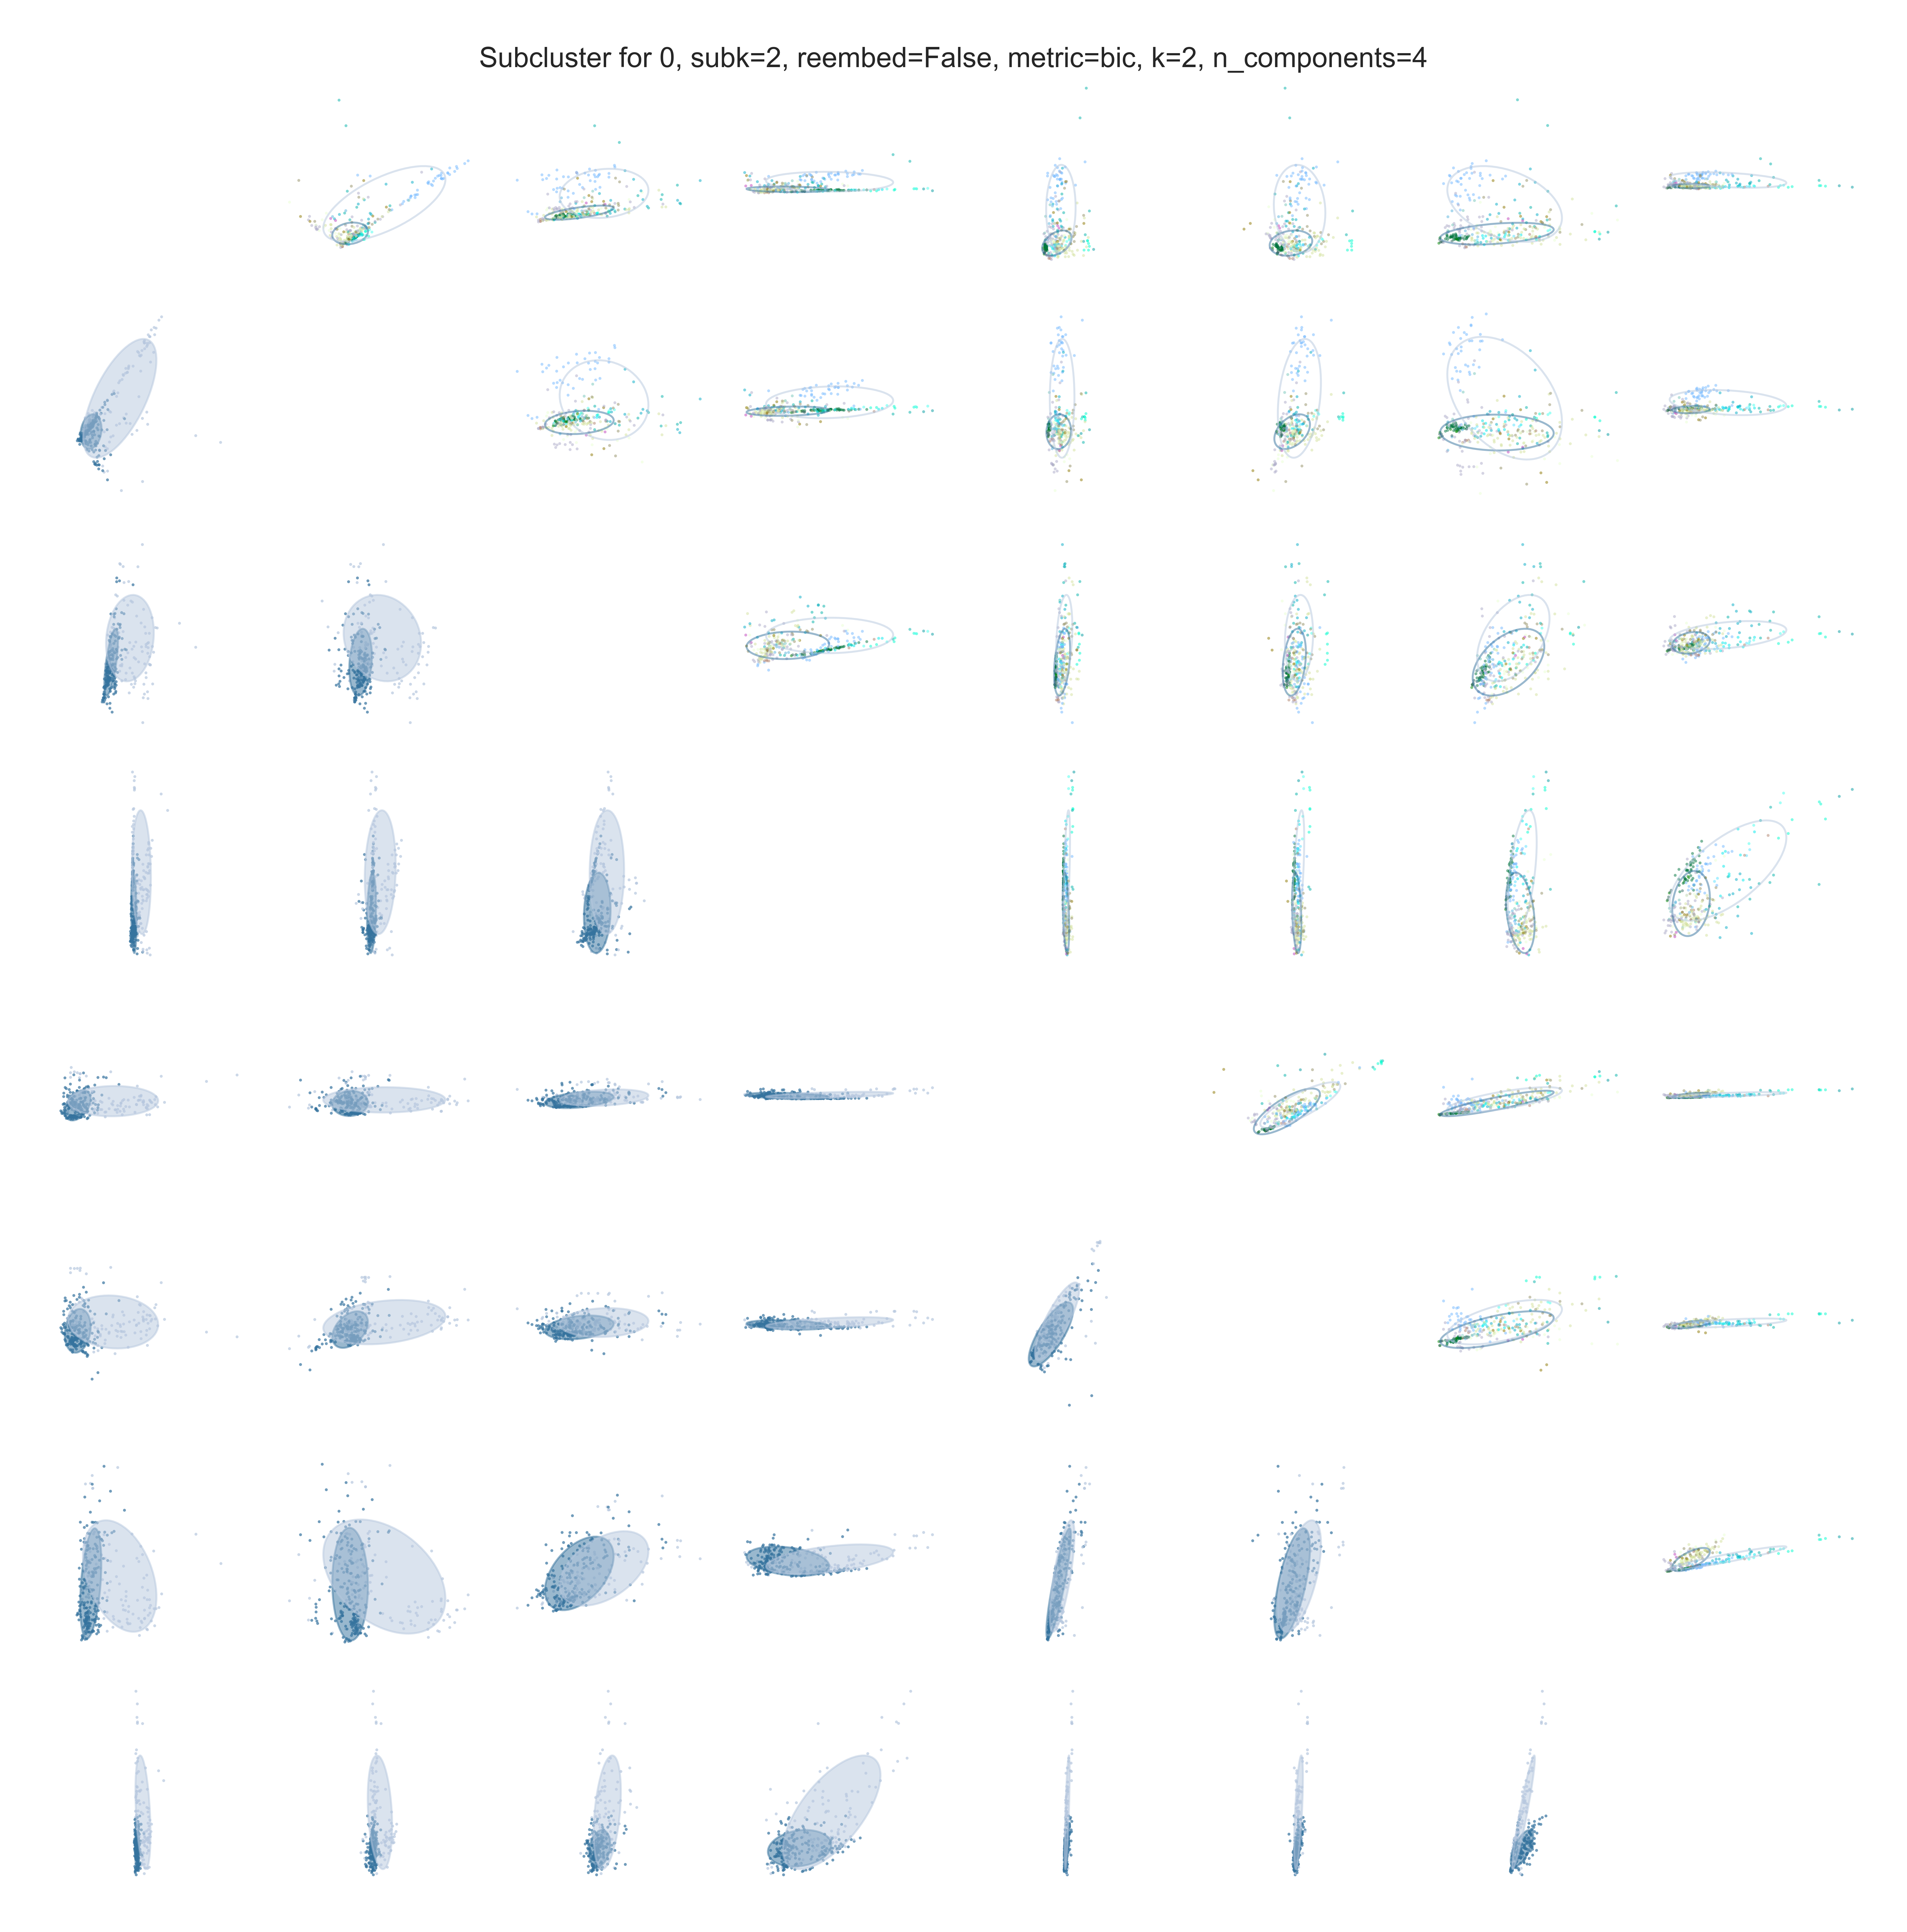 Subcluster for 0, subk=2, reembed=False, metric=bic, k=2, n_components=4